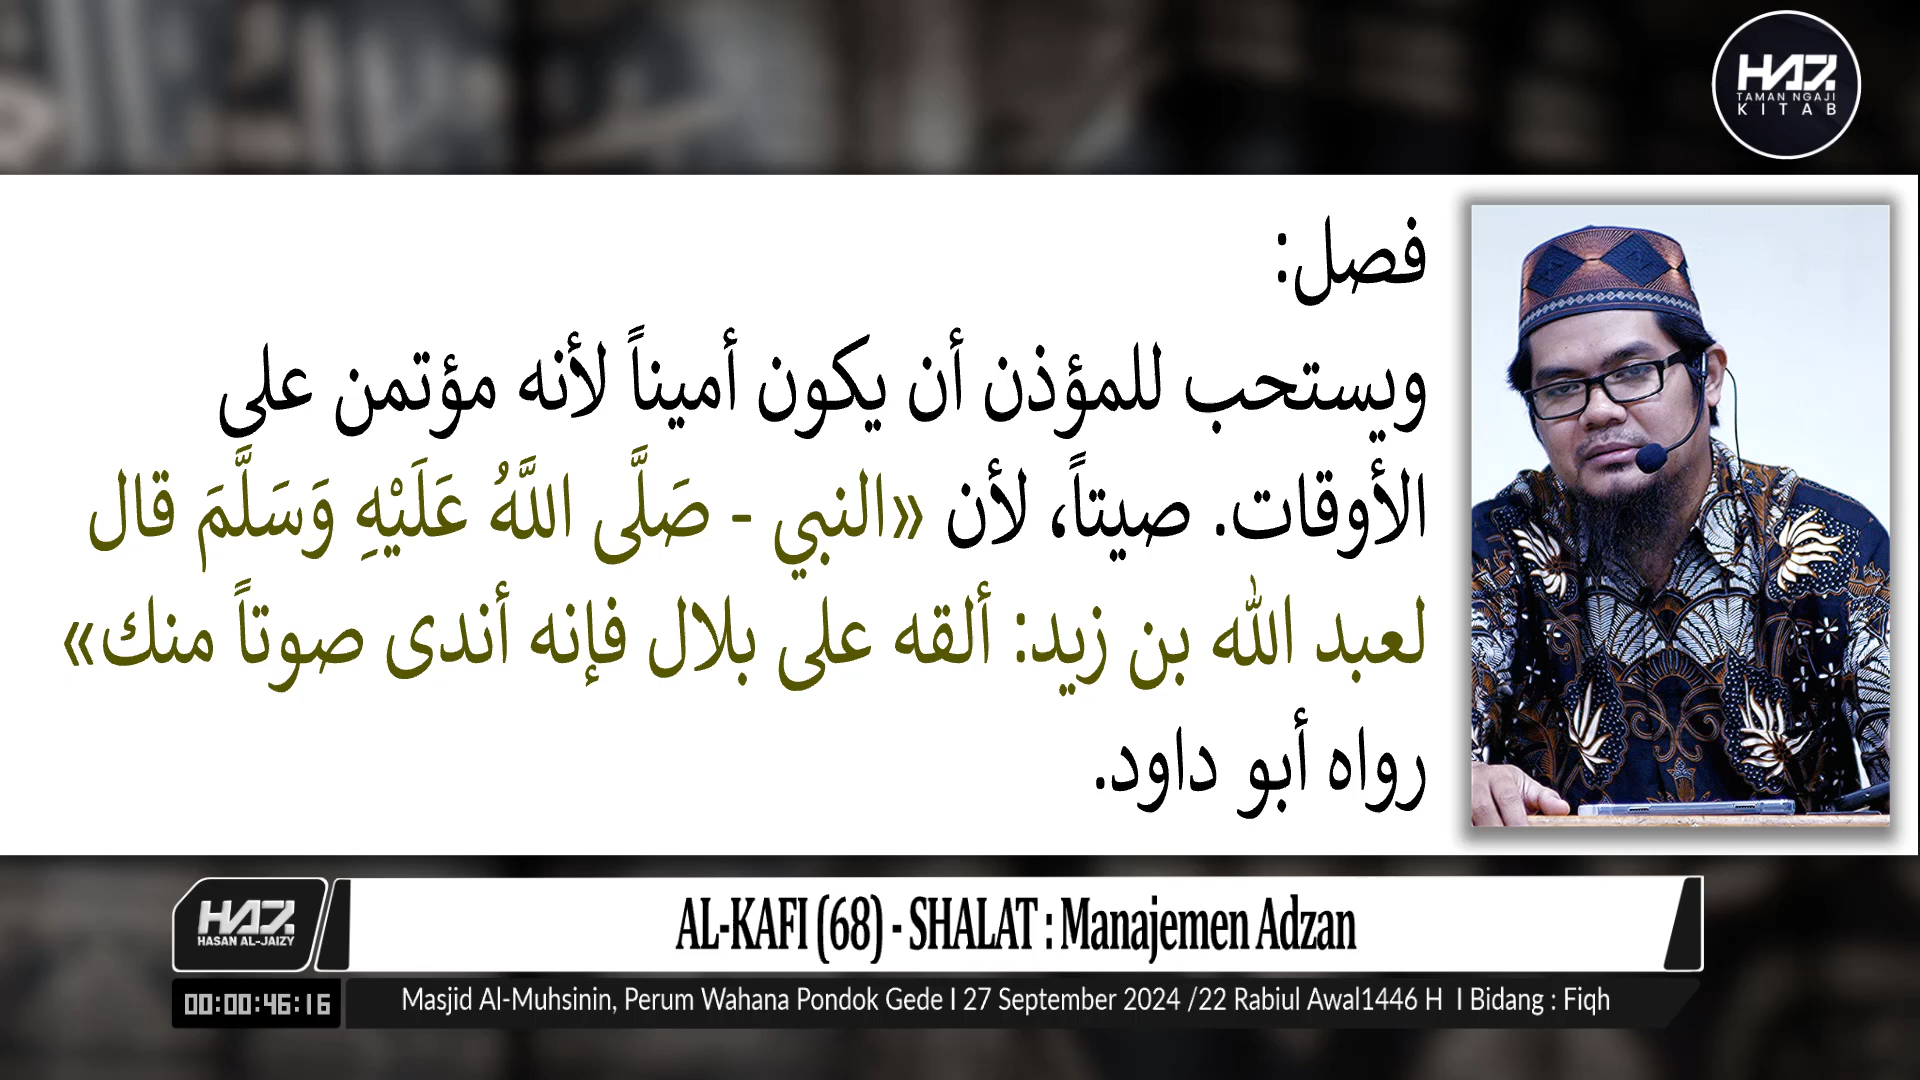 HAZ
TAMAN NGAJI
KITAB
فصل:
ويستحب للمؤذن أن يكون أميناً لأنه مؤتمن على
الأوقات. صيتاً، لأن «النبي - صَلَّى اللَّهُ عَلَيْهِ وَسَلَّمَ قال
لعبد الله بن زيد: ألقه على بلال فإنه أندى صوتاً منك»
رواه أبو داود.
HAZ
HASAN AL-JAIZY
AL-KAFI (68) - SHALAT : Manajemen Adzan
00:00:46:16
Masjid Al-Muhsinin, Perum Wahana Pondok Gede I 27 September 2024 /22 Rabiul Awal1446 H I Bidang : Fiqh